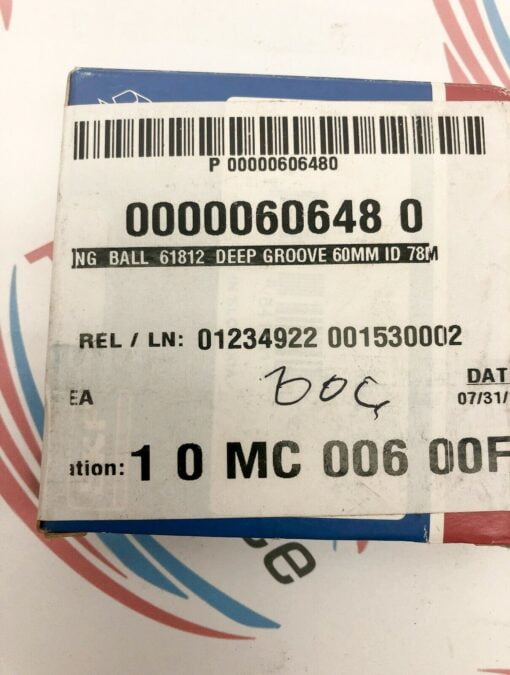 P 00000606480
0000060648 0
NG BALL 61812 DEEP GROOVE 60MM ID 78M
REL / LN: 01234922 001530002
DAT
EA
07/31/
ation: 1 0 MC 006 00F